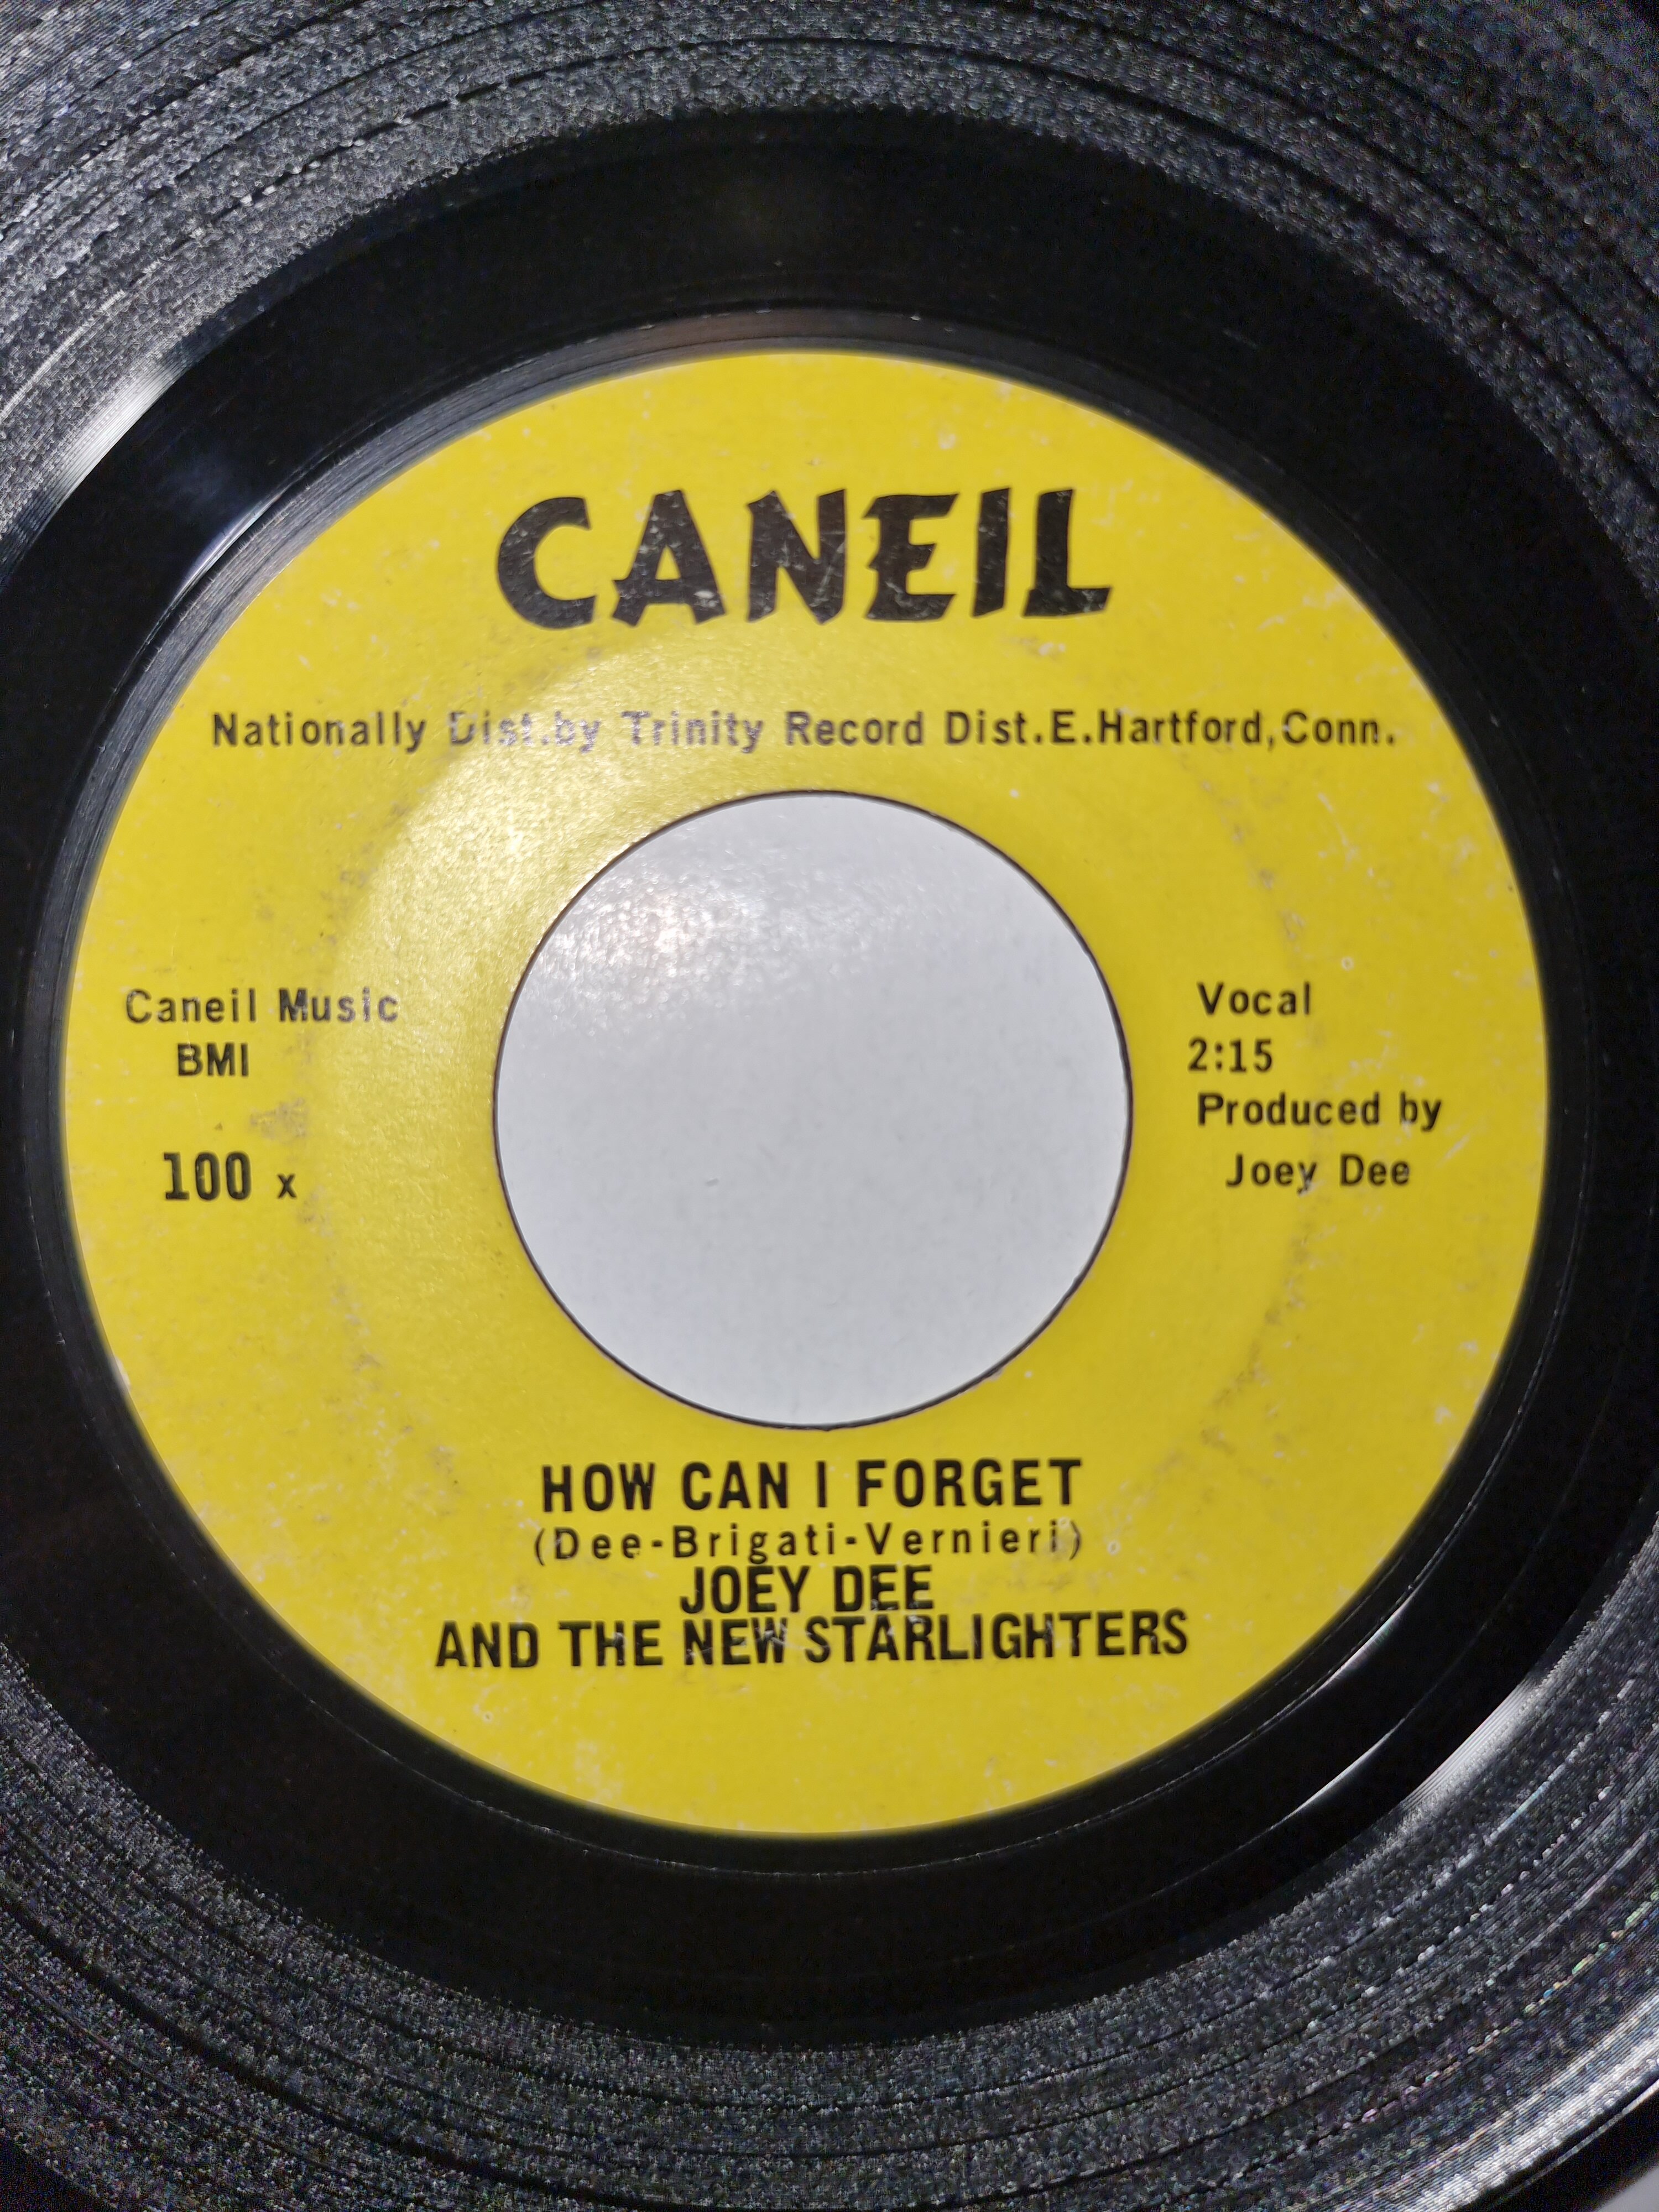 CANEIL
Nationally Dist.by Trinity Record Dist.E.Hartford,Conn.
Caneil Music
BMI
100 x
Vocal
2:15
Produced by
Joey Dee
HOW CAN I FORGET
(Dee-Brigati-Vernieri)
JOEY DEE
AND THE NEW STARLIGHTERS